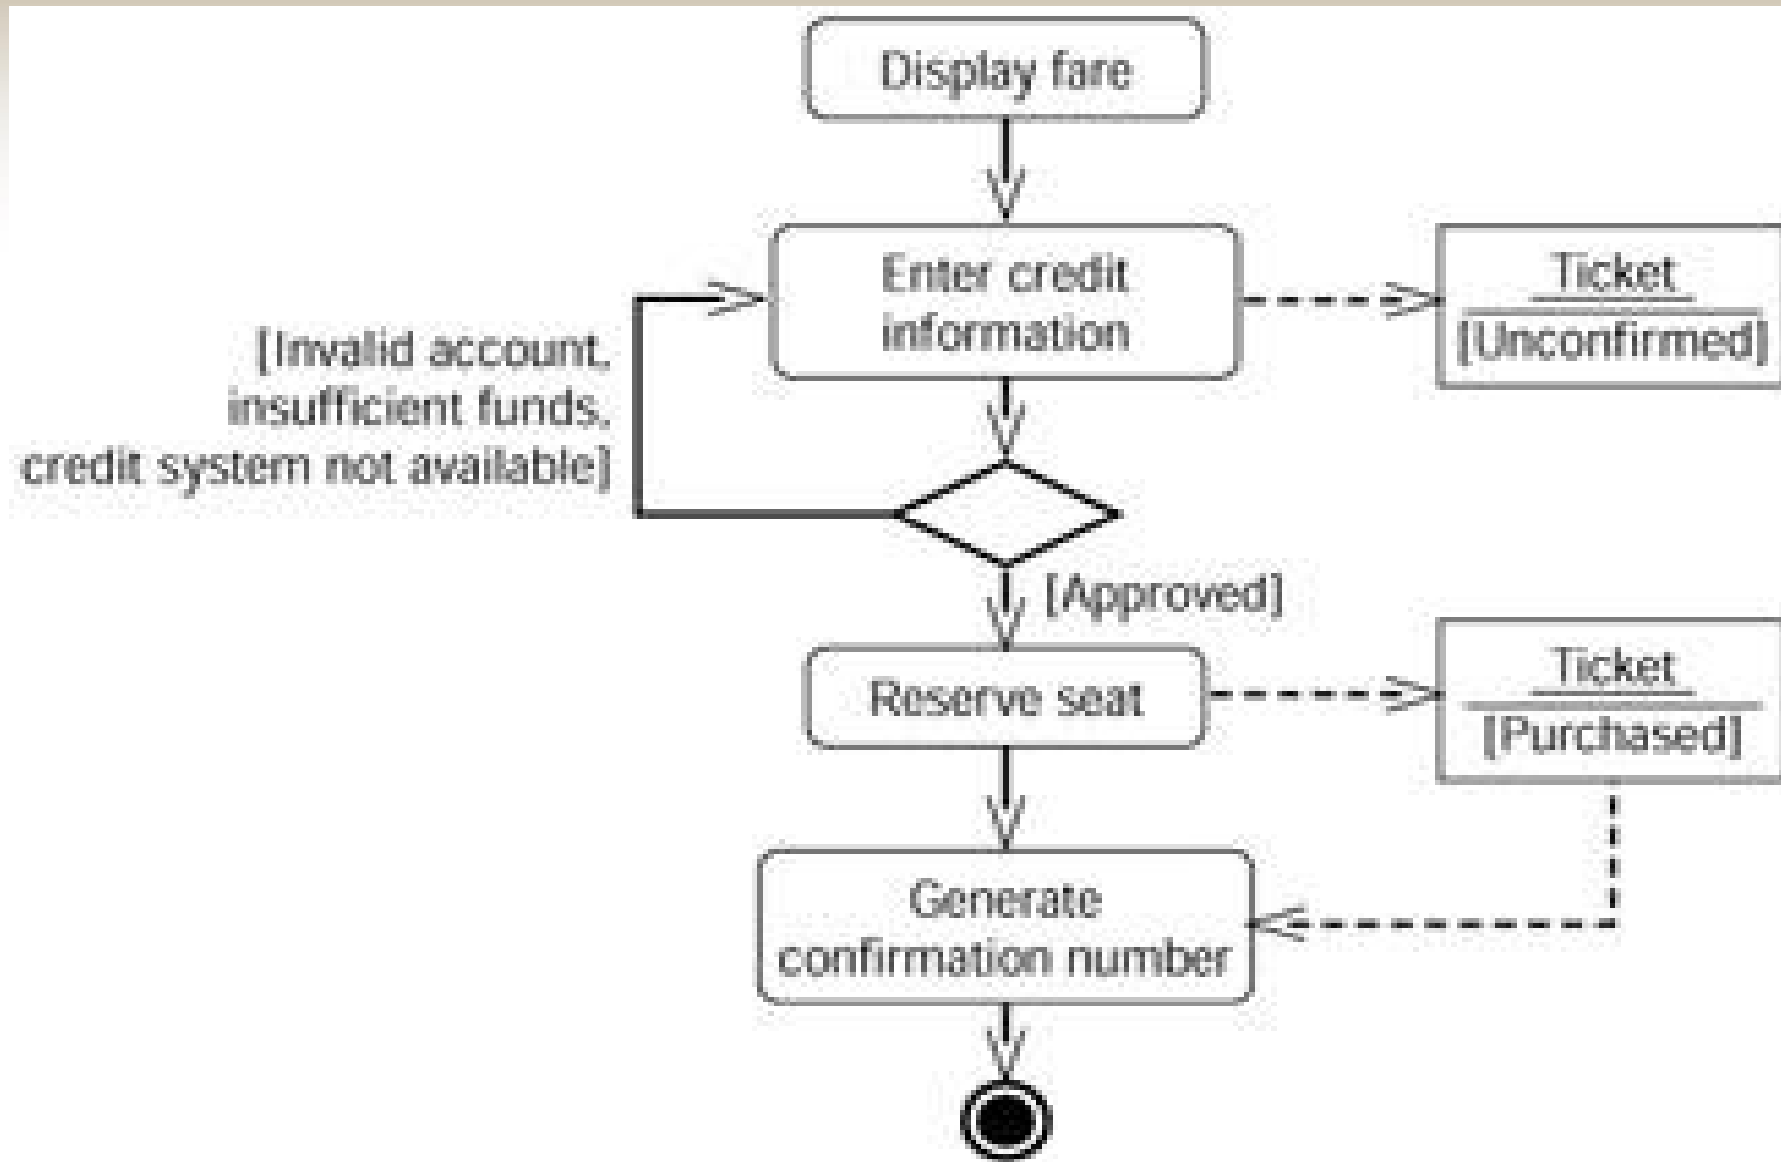 Display fare
Enter credit
information
Ticket
[Unconfirmed]
[Invalid account,
insufficient funds,
credit system not available]
[Approved]
Reserve seat
Ticket
[Purchased]
Generate
confirmation number